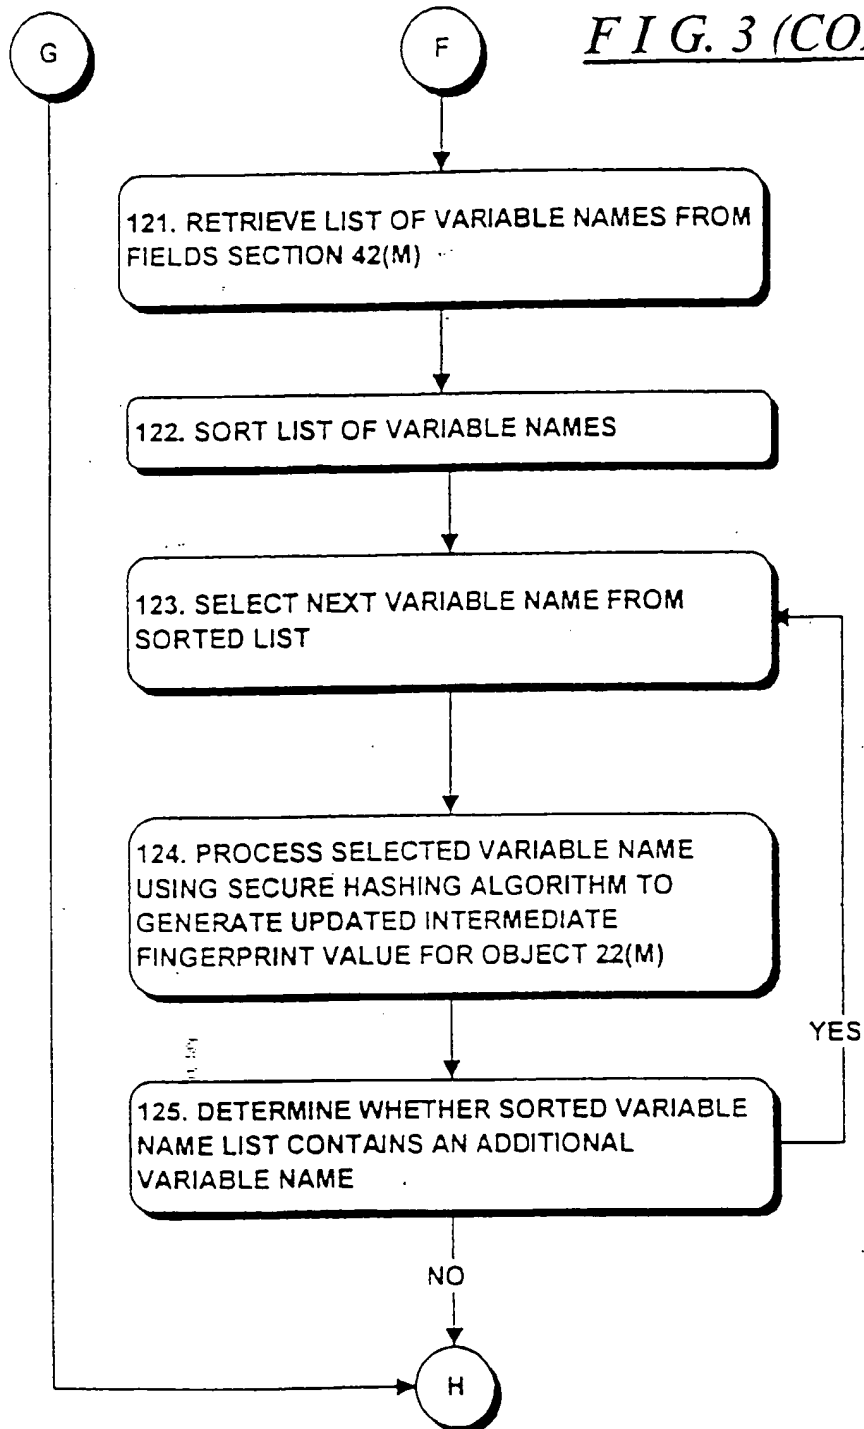 F I G. 3 (CO
G
F
121. RETRIEVE LIST OF VARIABLE NAMES FROM
FIELDS SECTION 42(M)
122. SORT LIST OF VARIABLE NAMES
123. SELECT NEXT VARIABLE NAME FROM
SORTED LIST
124. PROCESS SELECTED VARIABLE NAME
USING SECURE HASHING ALGORITHM TO
GENERATE UPDATED INTERMEDIATE
FINGERPRINT VALUE FOR OBJECT 22(M)
YES
125. DETERMINE WHETHER SORTED VARIABLE
NAME LIST CONTAINS AN ADDITIONAL
VARIABLE NAME
NO
H